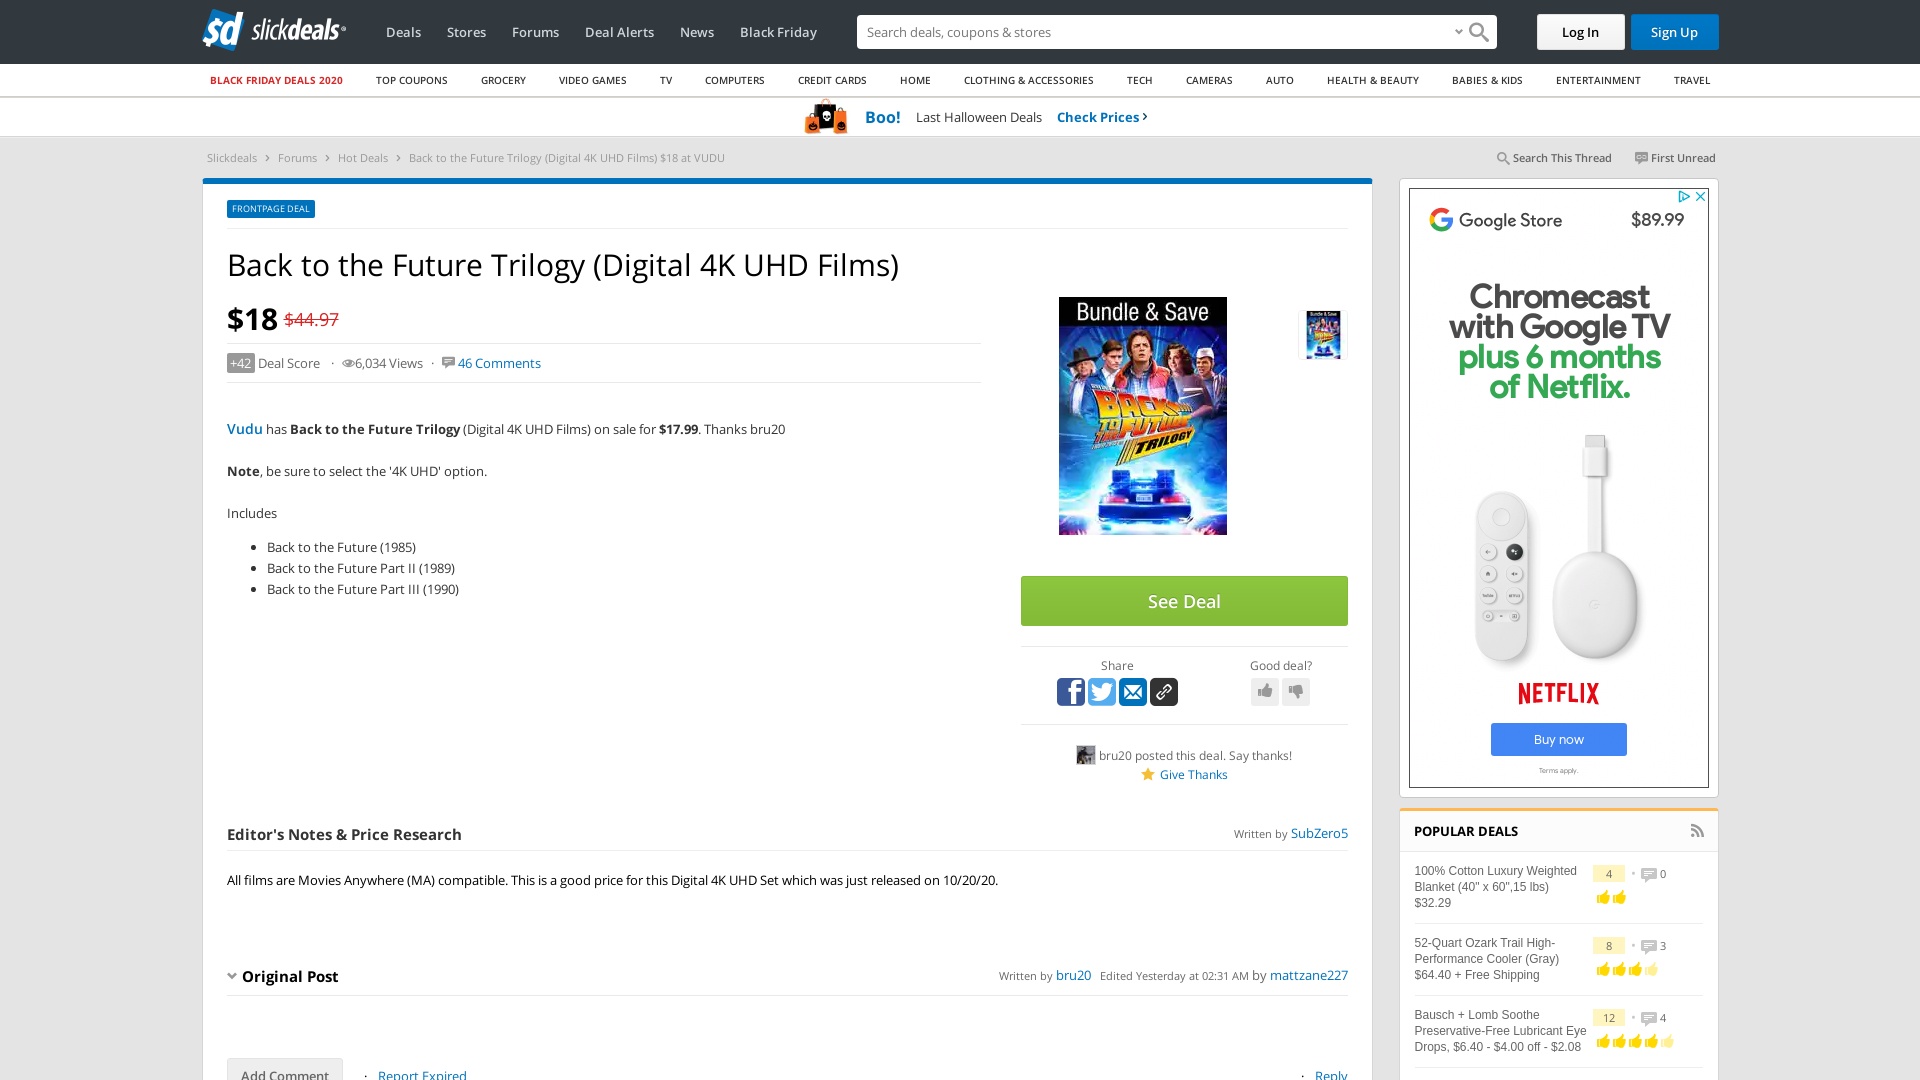 slickdeals
Deals
Stores
Forums
Deal Alerts
News
Black Friday
Search deals, coupons & shopping
Log In
Sign Up
BLACK FRIDAY DEALS 2020
TOP COUPONS
GROCERY
VIDEO GAMES
TV
COMPUTERS
CREDIT CARDS
HOME
CLOTHING & ACCESSORIES
TECH
CAMERAS
AUTO
HEALTH & BEAUTY
BABIES & KIDS
ENTERTAINMENT
TRAVEL
Boo! Last Halloween Deals Check Prices
Slickdeals > Forums > Hot Deals > Back to the Future Trilogy (Digital 4K UHD Films) $18 at VUDU
Search This Thread
First Unread
FRONTPAGE DEAL
Back to the Future Trilogy (Digital 4K UHD Films)
$18 $44.97
+42 Deal Score · 6,034 Views · 46 Comments
Vudu has Back to the Future Trilogy (Digital 4K UHD Films) on sale for $17.99. Thanks bru20
Note, be sure to select the '4K UHD' option.
Includes
• Back to the Future (1985)
• Back to the Future Part II (1989)
• Back to the Future Part III (1990)
Bundle & Save
BACK TO THE FUTURE
TRILOGY
Bundle & Save
See Deal
Share
Good deal?
bru20 posted this deal. Say thanks!
Give Thanks
Editor's Notes & Price Research
Written by SubZero5
All films are Movies Anywhere (MA) compatible. This is a good price for this Digital 4K UHD Set which was just released on 10/20/20.
Original Post
Written by bru20 Edited Yesterday at 02:31 AM by mattzane227
Add Comment
· Report Expired
· Reply
Google Store
$89.99
Chromecast
with Google TV
plus 6 months
of Netflix.
NETFLIX
Buy now
Terms apply.
POPULAR DEALS
100% Cotton Luxury Weighted
Blanket (40" x 60",15 lbs)
$32.29
4 • 0
52-Quart Ozark Trail High-
Performance Cooler (Gray)
$64.40 + Free Shipping
8 • 3
Bausch + Lomb Soothe
Preservative-Free Lubricant Eye
Drops, $6.40 - $4.00 off - $2.08
12 • 4